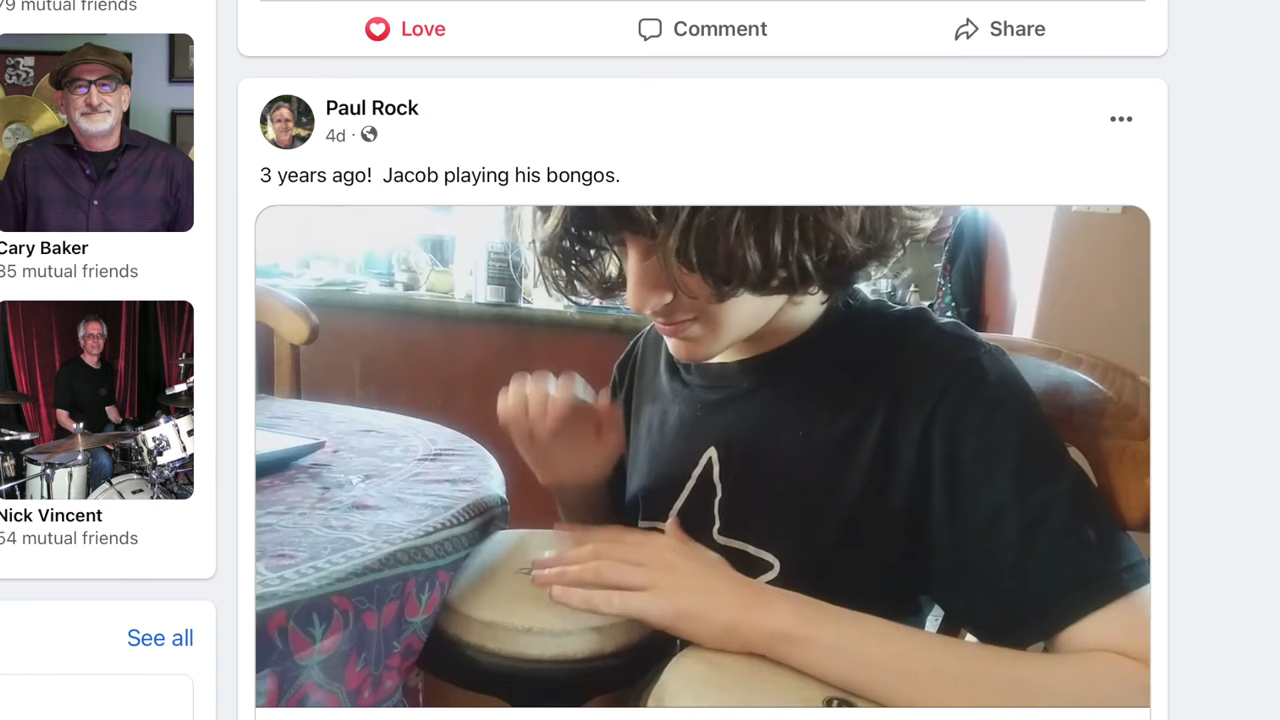 79 mutual friends
Cary Baker
85 mutual friends
Nick Vincent
54 mutual friends
See all
Love
Comment
Share
Paul Rock
4d ·
3 years ago!  Jacob playing his bongos.